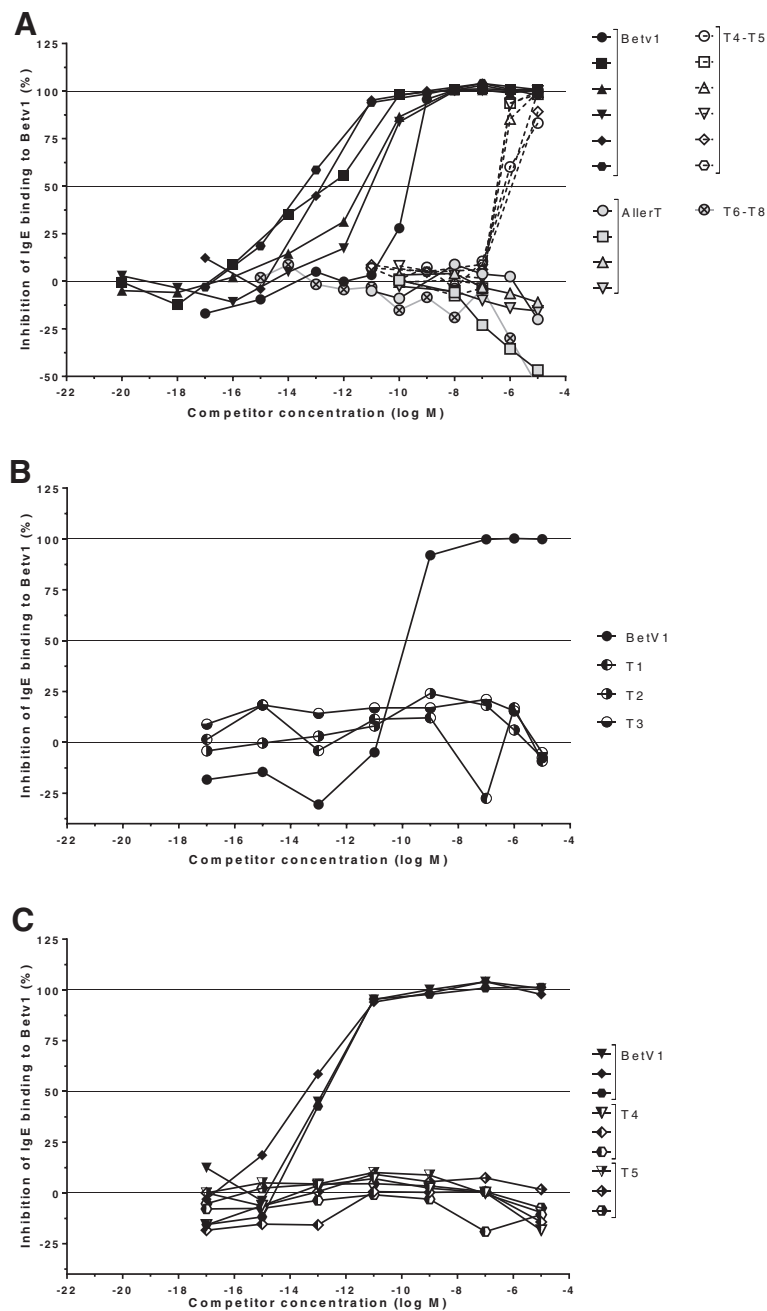 A
Inhibition of IgE binding to Betv1 (%)
125
100
75
50
25
0
-25
-50
-22 -20 -18 -16 -14 -12 -10 -8 -6 -4
Competitor concentration (log M)
Betv1
T4-T5
AllerT
T6-T8
B
Inhibition of IgE binding to Betv1 (%)
125
100
75
50
25
0
-25
-22 -20 -18 -16 -14 -12 -10 -8 -6 -4
Competitor concentration (log M)
BetV1
T1
T2
T3
C
Inhibition of IgE binding to Betv1 (%)
125
100
75
50
25
0
-25
-22 -20 -18 -16 -14 -12 -10 -8 -6 -4
Competitor concentration (log M)
BetV1
T4
T5